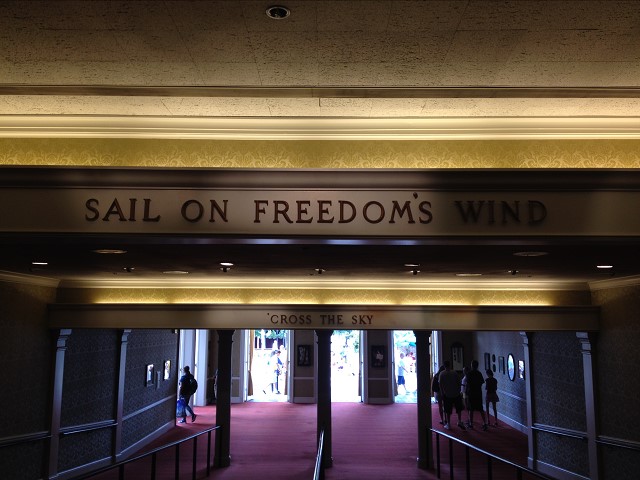 SAIL ON FREEDOM'S WIND
'CROSS THE SKY